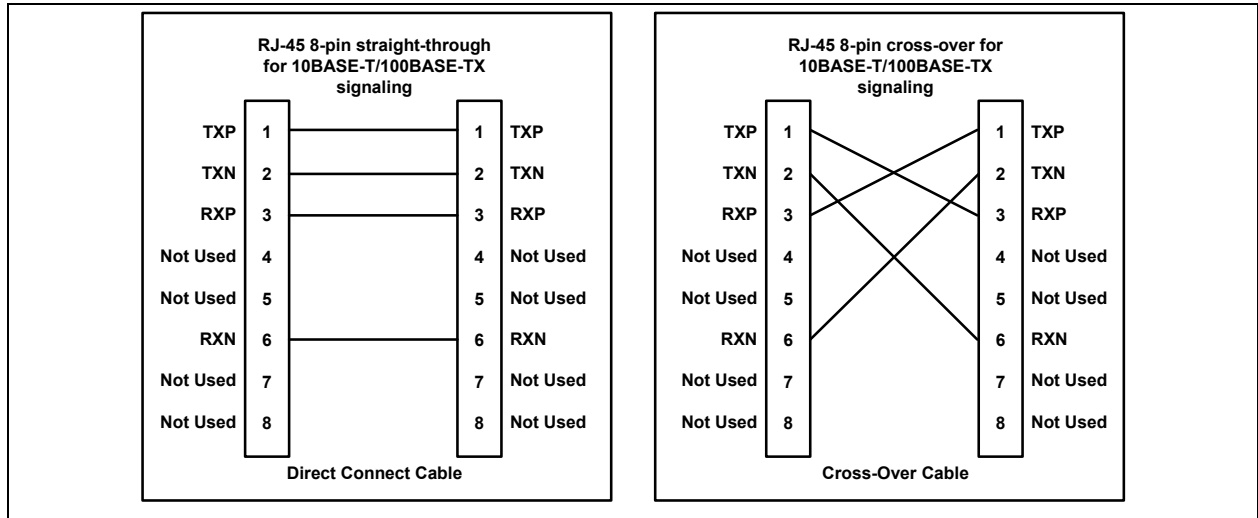 RJ-45 8-pin straight-through
for 10BASE-T/100BASE-TX
signaling
TXP 1 1 TXP
TXN 2 2 TXN
RXP 3 3 RXP
Not Used 4 4 Not Used
Not Used 5 5 Not Used
RXN 6 6 RXN
Not Used 7 7 Not Used
Not Used 8 8 Not Used
Direct Connect Cable
RJ-45 8-pin cross-over for
10BASE-T/100BASE-TX
signaling
TXP 1 1 TXP
TXN 2 2 TXN
RXP 3 3 RXP
Not Used 4 4 Not Used
Not Used 5 5 Not Used
RXN 6 6 RXN
Not Used 7 7 Not Used
Not Used 8 8 Not Used
Cross-Over Cable